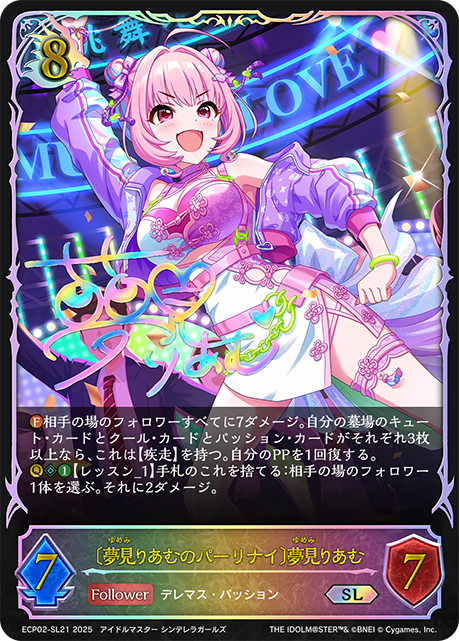 挑舞
MU
LOVE
8
Ⓕ相手の場のフォロワーすべてに7ダメージ。自分の墓場のキュー
ト・カードとクール・カードとパッション・カードがそれぞれ3枚
以上なら、これは【疾走】を持つ。自分のPPを1回復する。
Ⓠ 1【レッスン_1】手札のこれを捨てる:相手の場のフォロワー
1体を選ぶ。それに2ダメージ。
ゆめみ ゆめみ
〔夢見りあむのパーリナイ〕夢見りあむ
7
7
Follower デレマス・パッション SL
ECP02-SL21 2025 アイドルマスター シンデレラガールズ THE IDOLM@STER™& ©BNEI © Cygames, Inc.